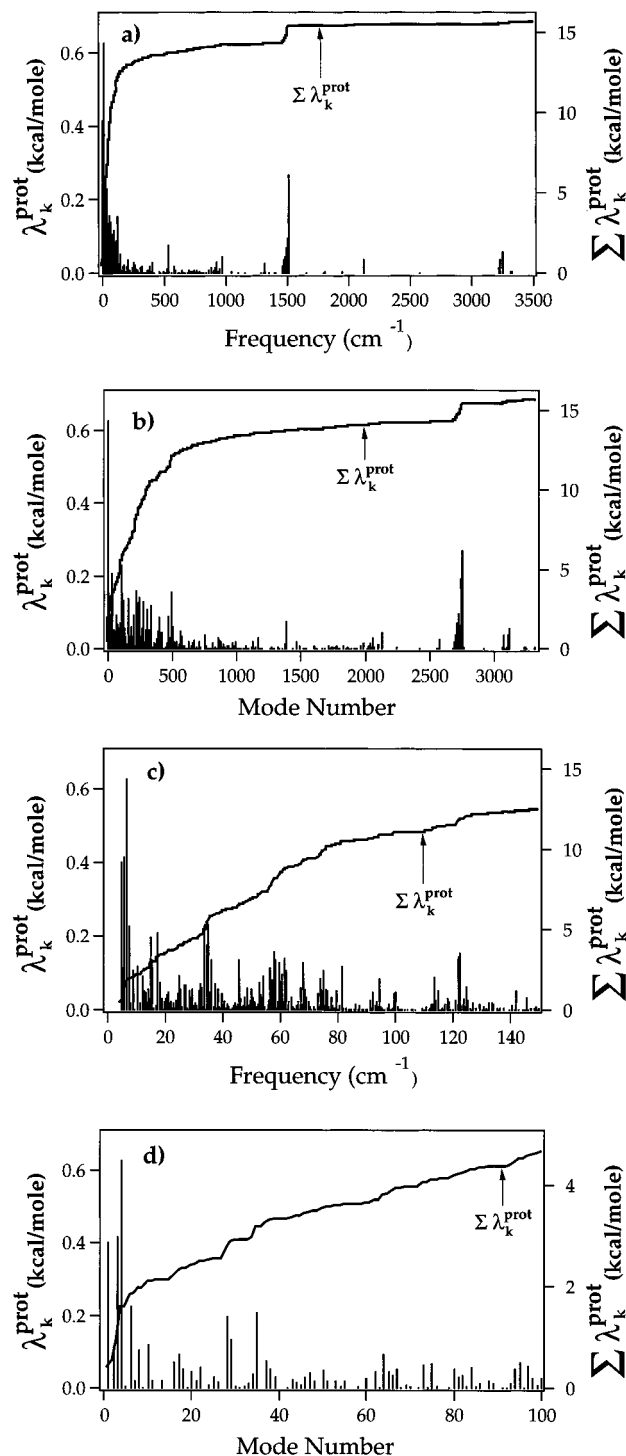 a)
0.6
0.4
0.2
0.0
λ_k^prot (kcal/mole)
15
10
5
0
Σ λ_k^prot (kcal/mole)
Σ λ_k^prot
0 500 1000 1500 2000 2500 3000 3500
Frequency (cm -1)
b)
0.6
0.4
0.2
0.0
λ_k^prot (kcal/mole)
15
10
5
0
Σ λ_k^prot (kcal/mole)
Σ λ_k^prot
0 500 1000 1500 2000 2500 3000
Mode Number
c)
0.6
0.4
0.2
0.0
λ_k^prot (kcal/mole)
15
10
5
0
Σ λ_k^prot (kcal/mole)
Σ λ_k^prot
0 20 40 60 80 100 120 140
Frequency (cm -1)
d)
0.6
0.4
0.2
0.0
λ_k^prot (kcal/mole)
4
2
0
Σ λ_k^prot (kcal/mole)
Σ λ_k^prot
0 20 40 60 80 100
Mode Number